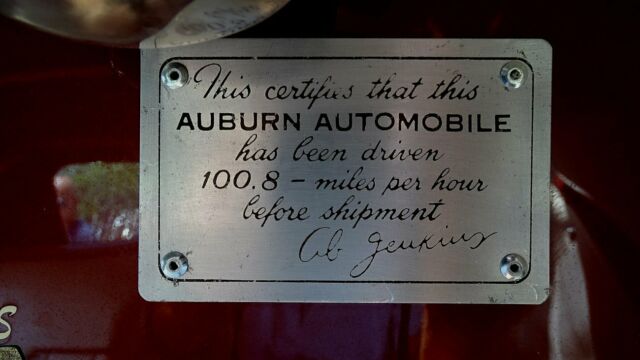 This certifies that this
AUBURN AUTOMOBILE
has been driven
100.8 - miles per hour
before shipment
Ab Jenkins
s